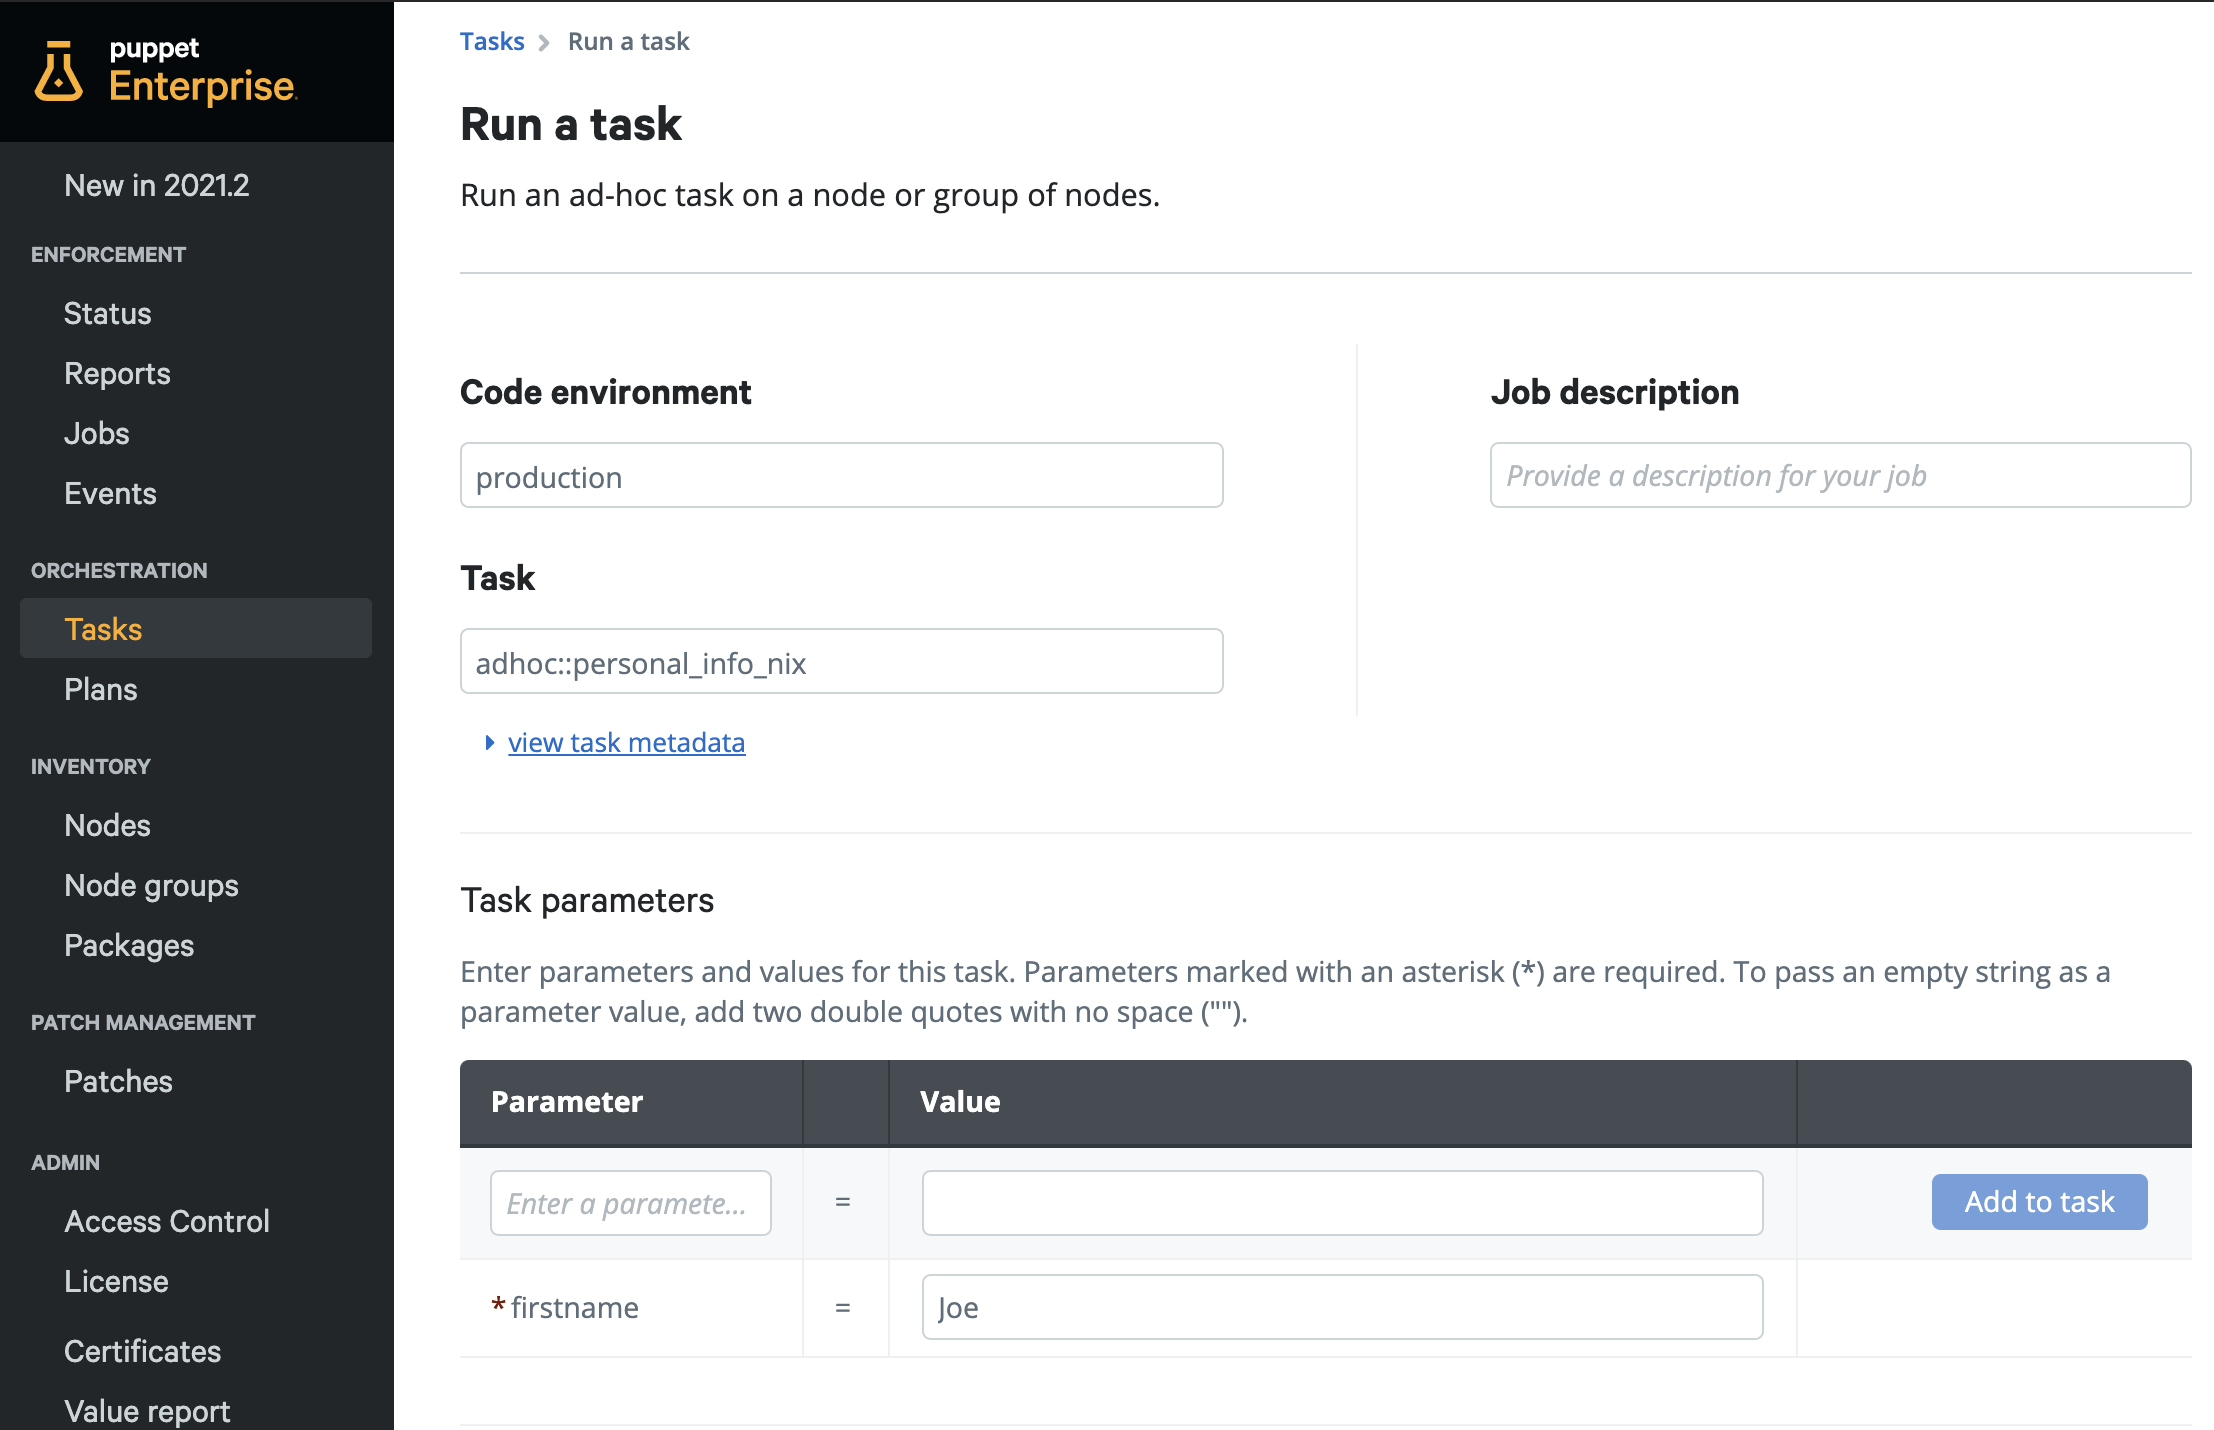 puppet
Enterprise.
New in 2021.2
ENFORCEMENT
Status
Reports
Jobs
Events
ORCHESTRATION
Tasks
Plans
INVENTORY
Nodes
Node groups
Packages
PATCH MANAGEMENT
Patches
ADMIN
Access Control
License
Certificates
Value report
Tasks > Run a task
Run a task
Run an ad-hoc task on a node or group of nodes.
Code environment
production
Job description
Provide a description for your job
Task
adhoc::personal_info_nix
view task metadata
Task parameters
Enter parameters and values for this task. Parameters marked with an asterisk (*) are required. To pass an empty string as a
parameter value, add two double quotes with no space ("").
Parameter Value
Enter a paramete... = Add to task
*firstname = Joe